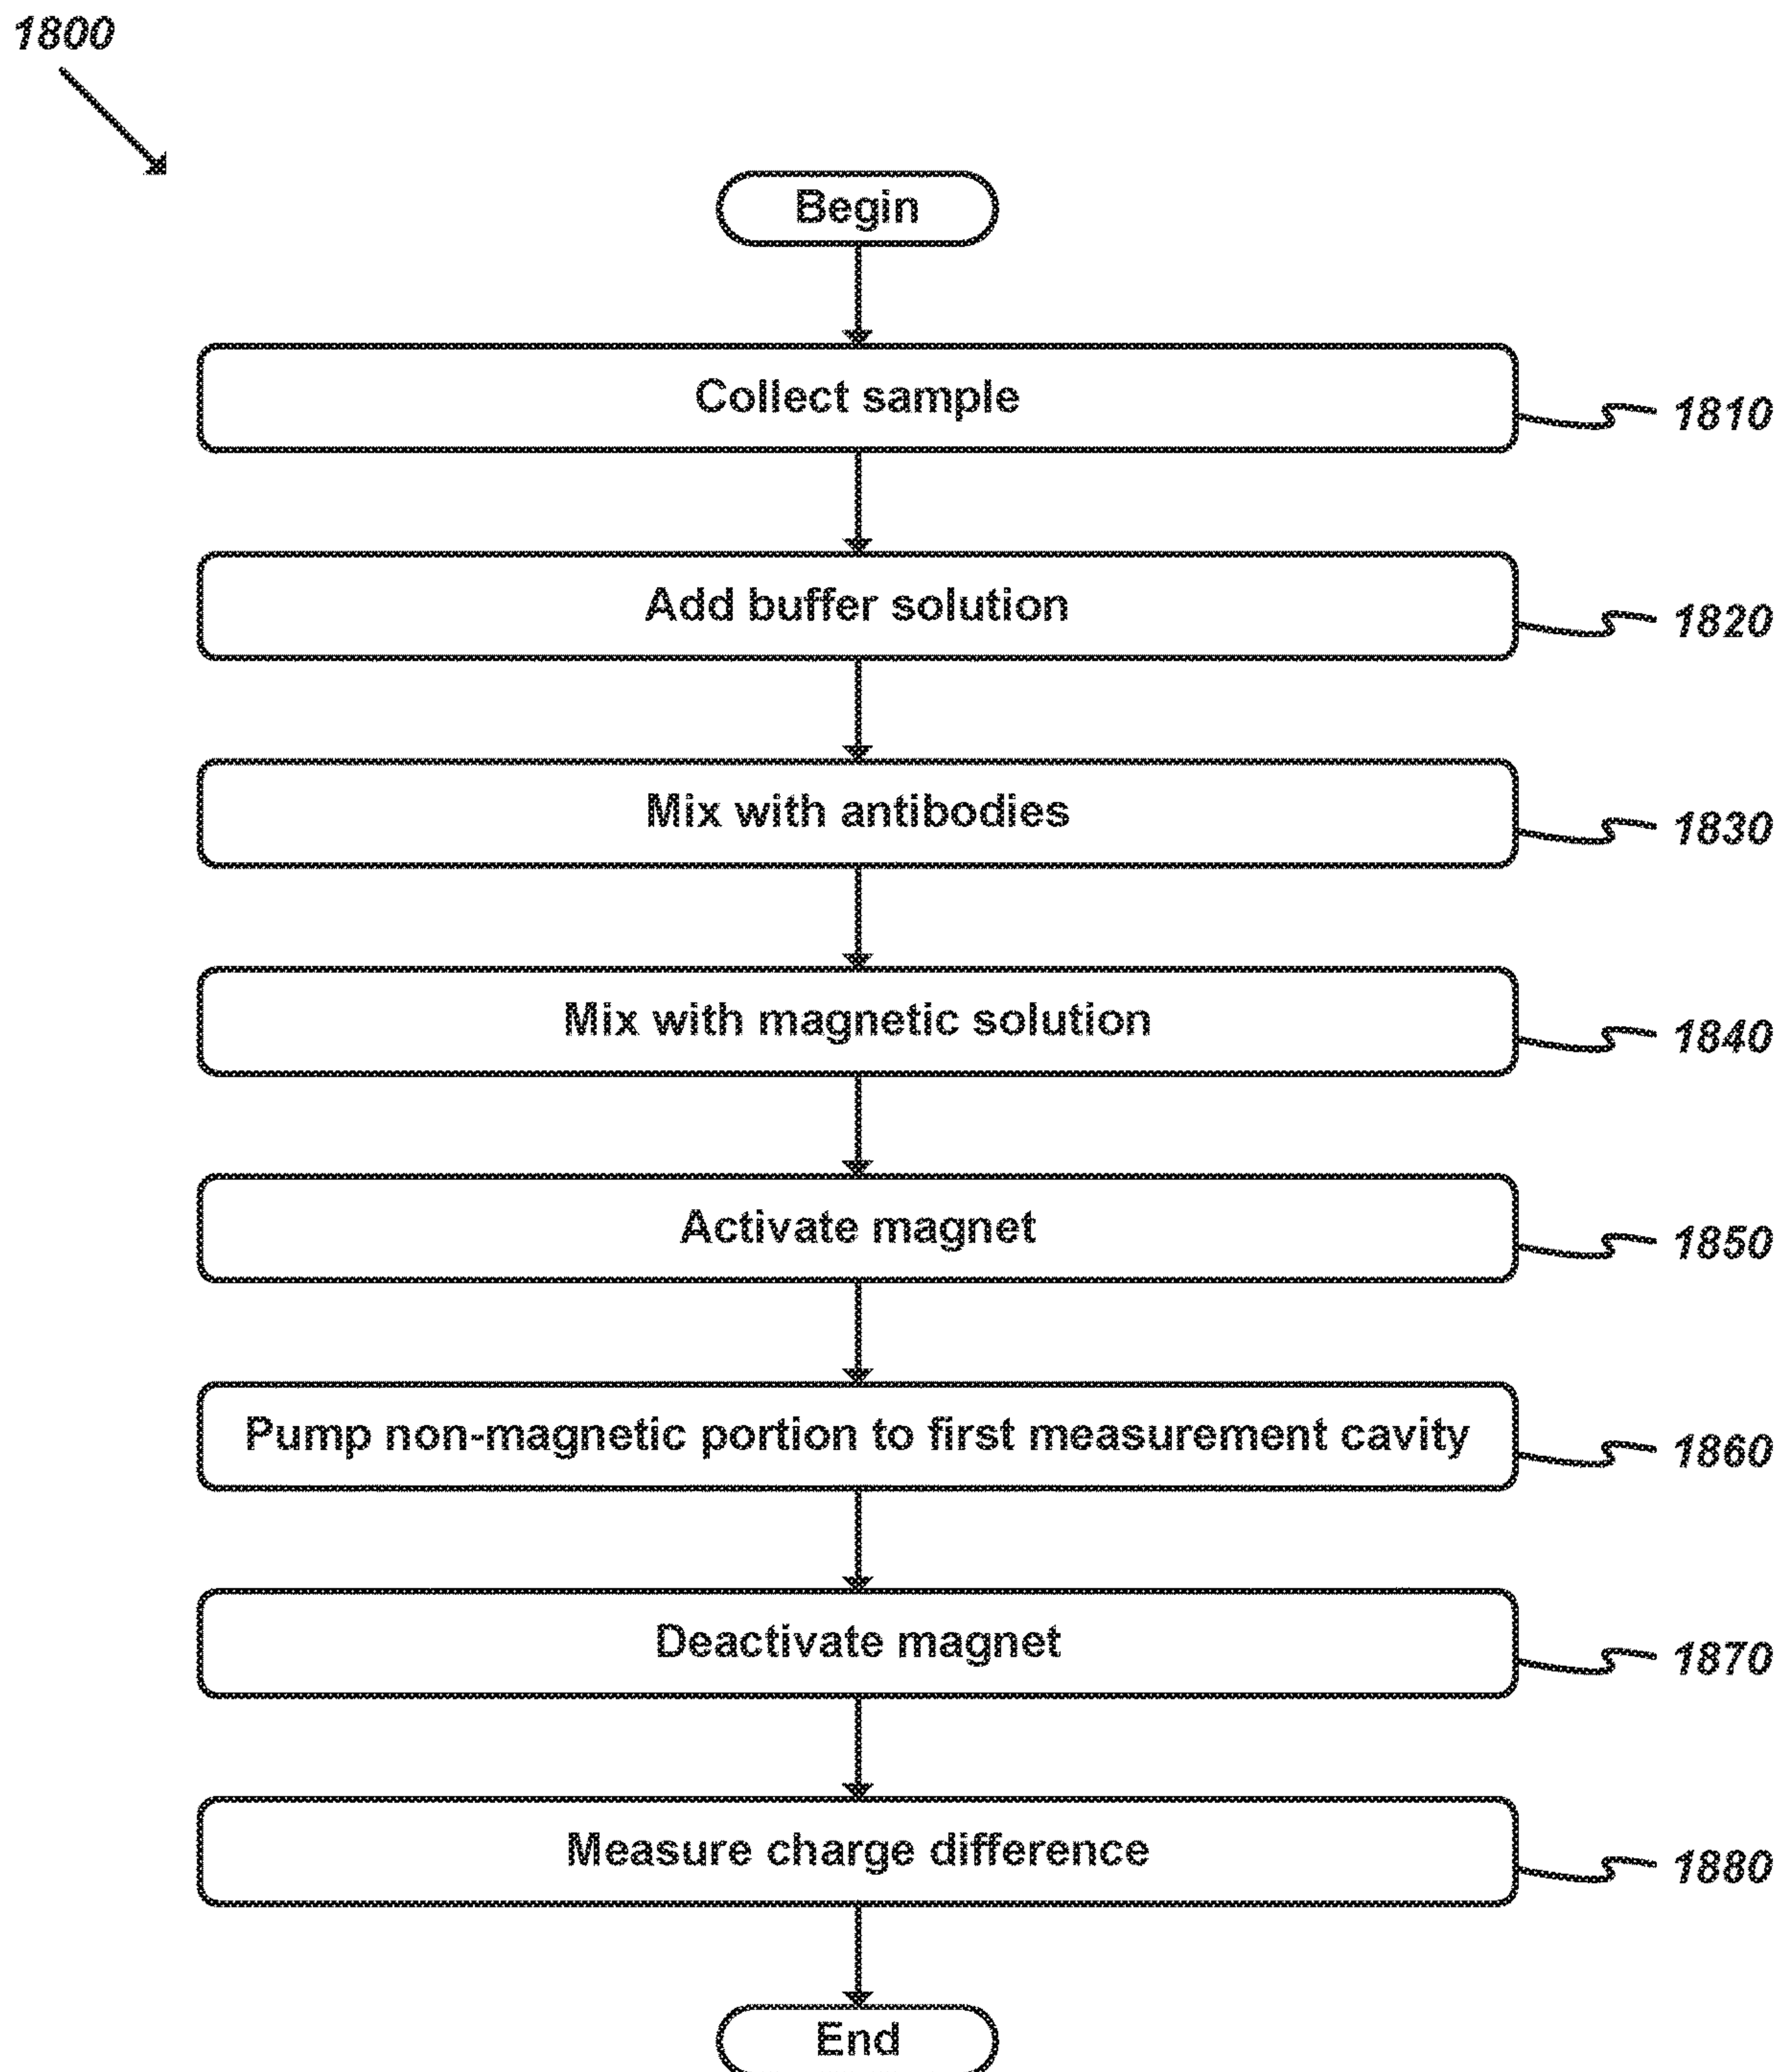 1800
Begin
Collect sample
1810
Add buffer solution
1820
Mix with antibodies
1830
Mix with magnetic solution
1840
Activate magnet
1850
Pump non-magnetic portion to first measurement cavity
1860
Deactivate magnet
1870
Measure charge difference
1880
End